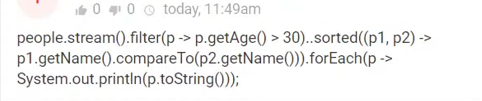 0 0 today, 11:49am
people.stream().filter(p -> p.getAge() > 30)..sorted((p1, p2) ->
p1.getName().compareTo(p2.getName())).forEach(p ->
System.out.println(p.toString()));